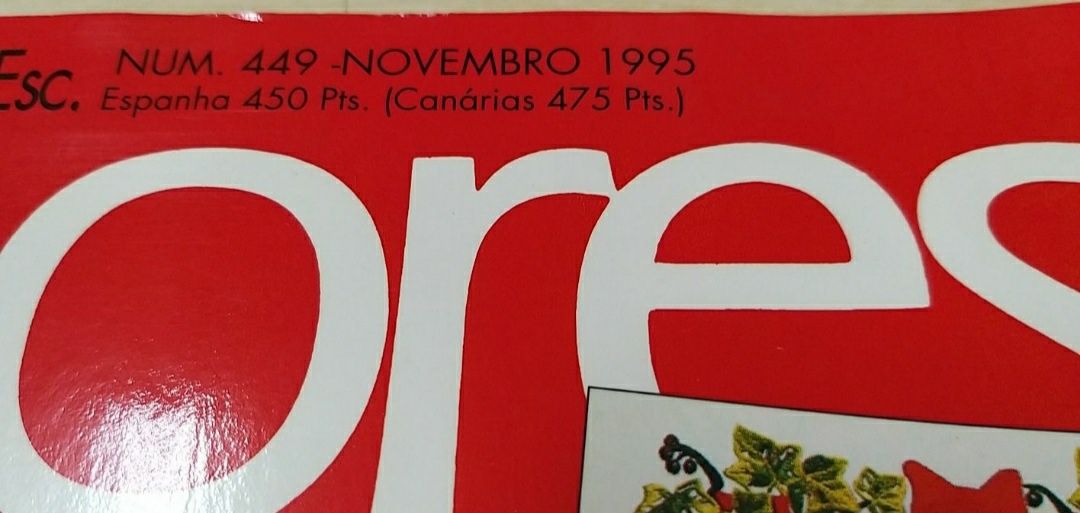 NUM. 449 -NOVEMBRO 1995
Esc. Espanha 450 Pts. (Canárias 475 Pts.)
ores